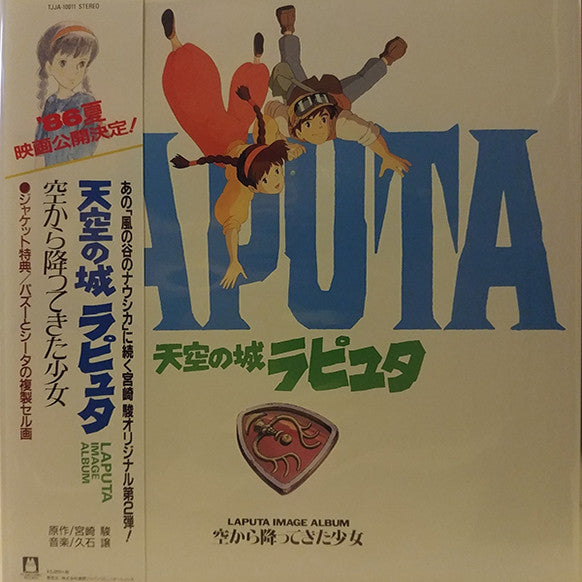 TJJA-10011 STEREO
'86夏
映画公開決定!
あの「風の谷のナウシカ」に続く宮崎 駿オリジナル第2弾!
天空の城 ラピュタ
LAPUTA
IMAGE
ALBUM
空から降ってきた少女
●ジャケット特典/パズーとシータの複製セル画
原作/宮崎 駿
音楽/久石 譲
APUTA
天空の城 ラピュタ
LAPUTA IMAGE ALBUM
空から降ってきた少女